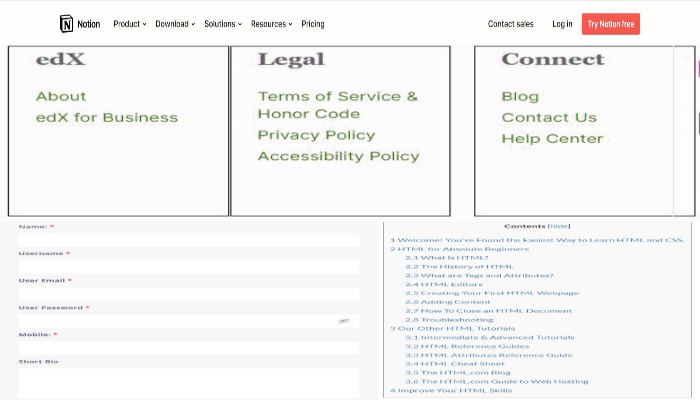 Notion Product Download Solutions Resources Pricing Contact sales Log in Try Notion free
edX
About
edX for Business
Legal
Terms of Service &
Honor Code
Privacy Policy
Accessibility Policy
Connect
Blog
Contact Us
Help Center
Name: *
Username *
User Email *
User Password *
Mobile: *
Short Bio
Contents [hide]
1 Welcome! You've Found the Easiest Way to Learn HTML and CSS.
2 HTML for Absolute Beginners
2.1 What Is HTML?
2.2 The History of HTML
2.3 What are Tags and Attributes?
2.4 HTML Editors
2.5 Creating Your First HTML Webpage
2.6 Adding Content
2.7 How To Close an HTML Document
2.8 Troubleshooting
3 Our Other HTML Tutorials
3.1 Intermediate & Advanced Tutorials
3.2 HTML Reference Guides
3.3 HTML Attributes Reference Guide
3.4 HTML Cheat Sheet
3.5 The HTML.com Blog
3.6 The HTML.com Guide to Web Hosting
4 Improve Your HTML Skills